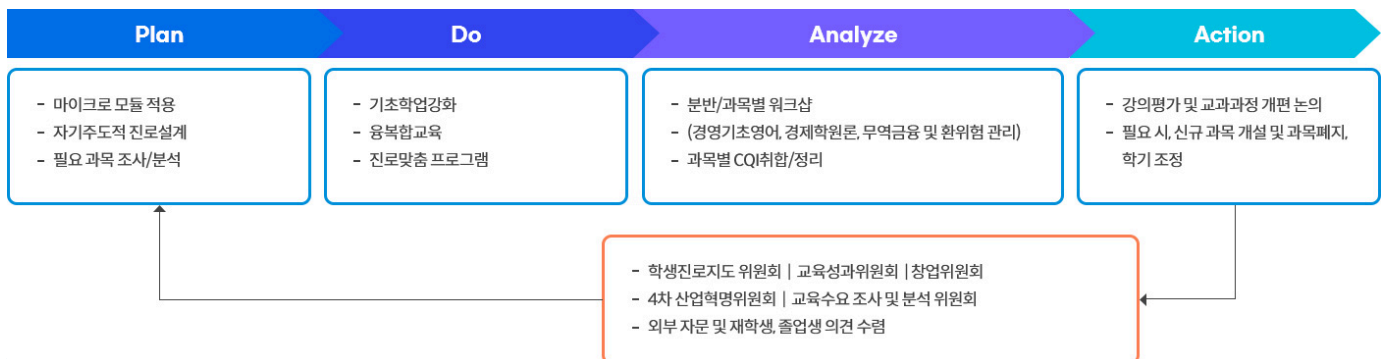 Plan
Do
Analyze
Action
- 마이크로 모듈 적용
- 자기주도적 진로설계
- 필요 과목 조사/분석
- 기초학업강화
- 융복합교육
- 진로맞춤 프로그램
- 분반/과목별 워크샵
- (경영기초영어, 경제학원론, 무역금융 및 환위험 관리)
- 과목별 CQI취합/정리
- 강의평가 및 교과과정 개편 논의
- 필요 시, 신규 과목 개설 및 과목폐지,
학기 조정
- 학생진로지도 위원회 | 교육성과위원회 | 창업위원회
- 4차 산업혁명위원회 | 교육수요 조사 및 분석 위원회
- 외부 자문 및 재학생, 졸업생 의견 수렴